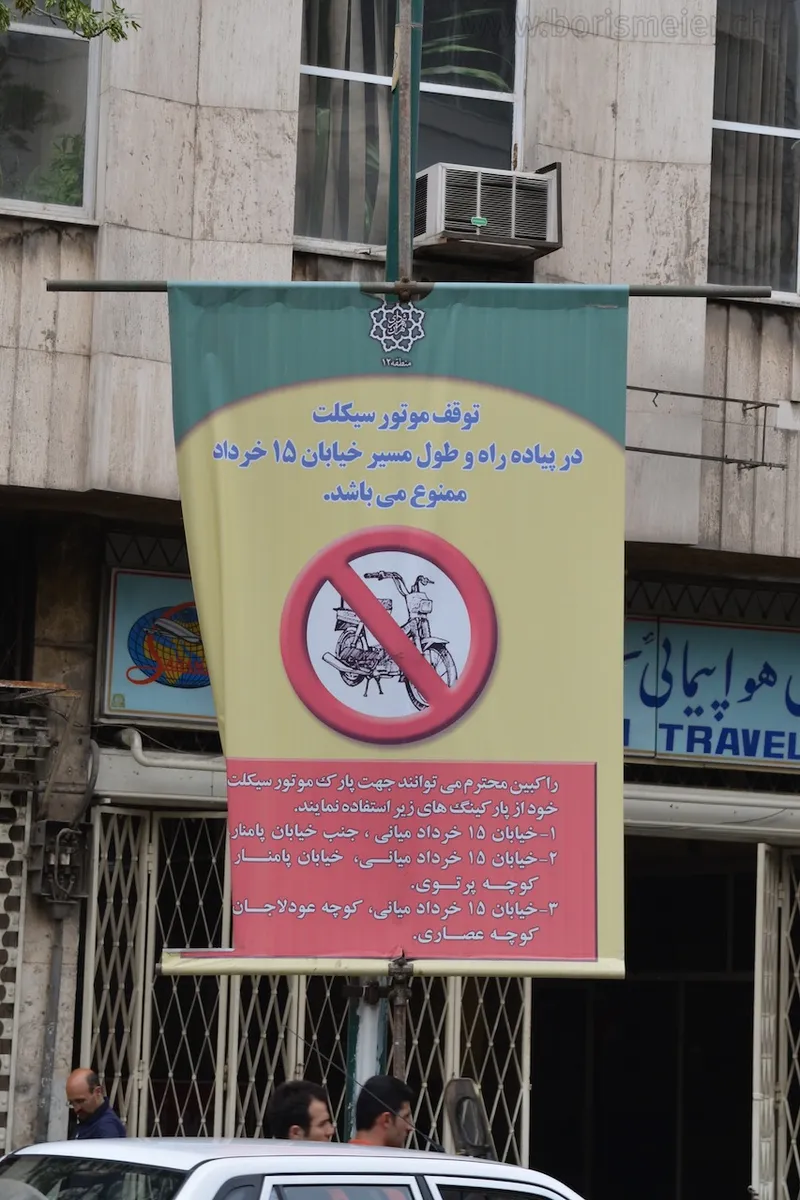 www.borismeier.ch
شهرداری تهران
منطقه ۱۲
توقف موتور سیکلت
در پیاده راه و طول مسیر خیابان ۱۵ خرداد
ممنوع می باشد.
راکبین محترم می توانند جهت پارک موتور سیکلت
خود از پارکینگ های زیر استفاده نمایند.
۱-خیابان ۱۵ خرداد میانی ، جنب خیابان پامنار.
۲-خیابان ۱۵ خرداد میانی، خیابان پامنار
کوچه پرتوی.
۳-خیابان ۱۵ خرداد میانی، کوچه عودلاجان
کوچه عصاری.
هواپیمائی
TRAVEL